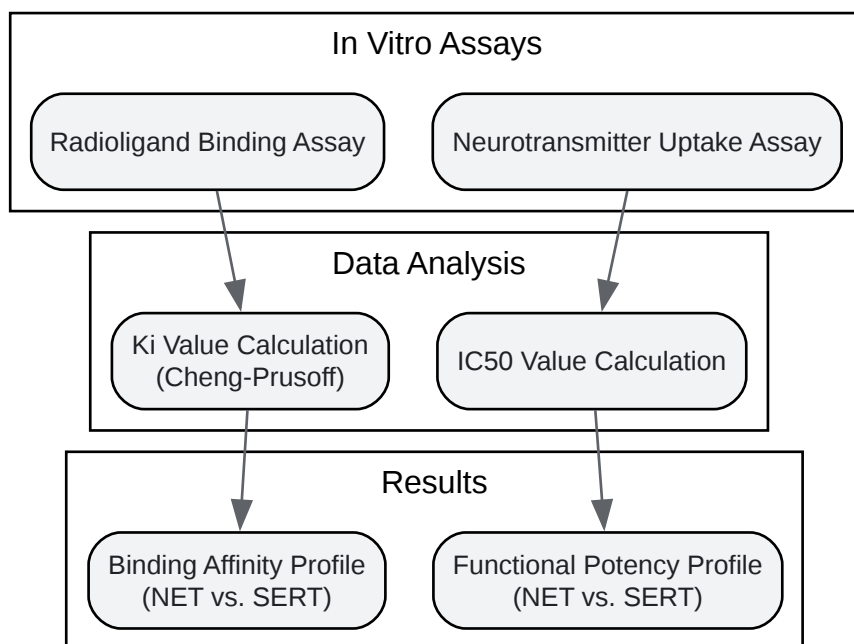 In Vitro Assays
Radioligand Binding Assay
Neurotransmitter Uptake Assay
Data Analysis
Ki Value Calculation
(Cheng-Prusoff)
IC50 Value Calculation
Results
Binding Affinity Profile
(NET vs. SERT)
Functional Potency Profile
(NET vs. SERT)